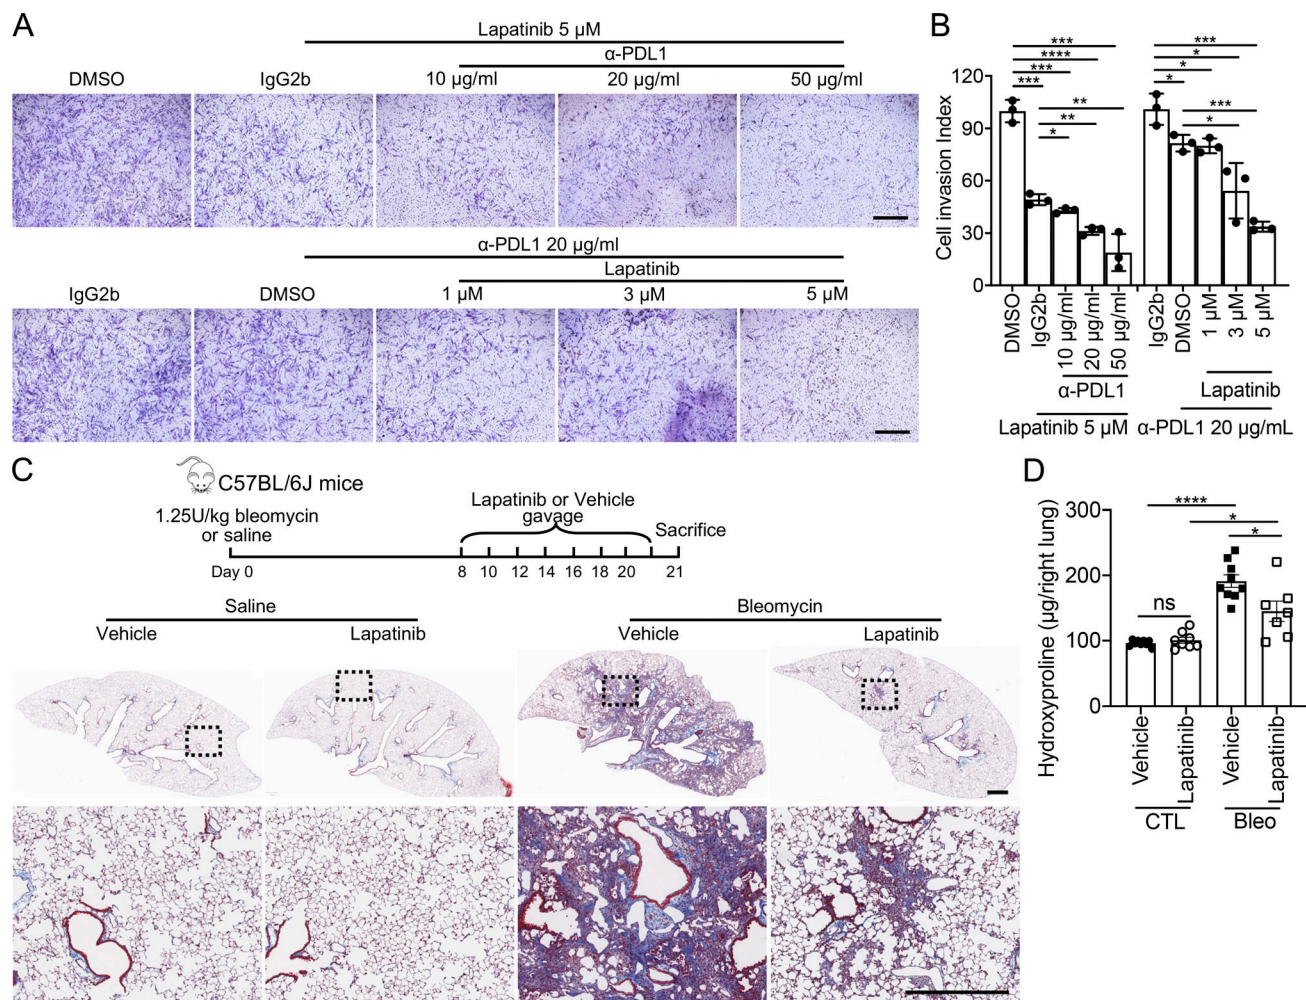 A
Lapatinib 5 µM
α-PDL1
DMSO
IgG2b
10 µg/ml
20 µg/ml
50 µg/ml
α-PDL1 20 µg/ml
Lapatinib
IgG2b
DMSO
1 µM
3 µM
5 µM
B
Cell invasion Index
120
90
60
30
0
***
****
***
***
**
**
*
***
*
*
*
***
*
DMSO
IgG2b
10 µg/ml
20 µg/ml
50 µg/ml
IgG2b
DMSO
1 µM
3 µM
5 µM
α-PDL1
Lapatinib
Lapatinib 5 µM
α-PDL1 20 µg/mL
C
C57BL/6J mice
1.25U/kg bleomycin
or saline
Lapatinib or Vehicle
gavage
Sacrifice
Day 0
8
10
12
14
16
18
20
21
Saline
Bleomycin
Vehicle
Lapatinib
Vehicle
Lapatinib
D
Hydroxyproline (µg/right lung)
300
200
100
0
****
*
*
ns
Vehicle
Lapatinib
Vehicle
Lapatinib
CTL
Bleo